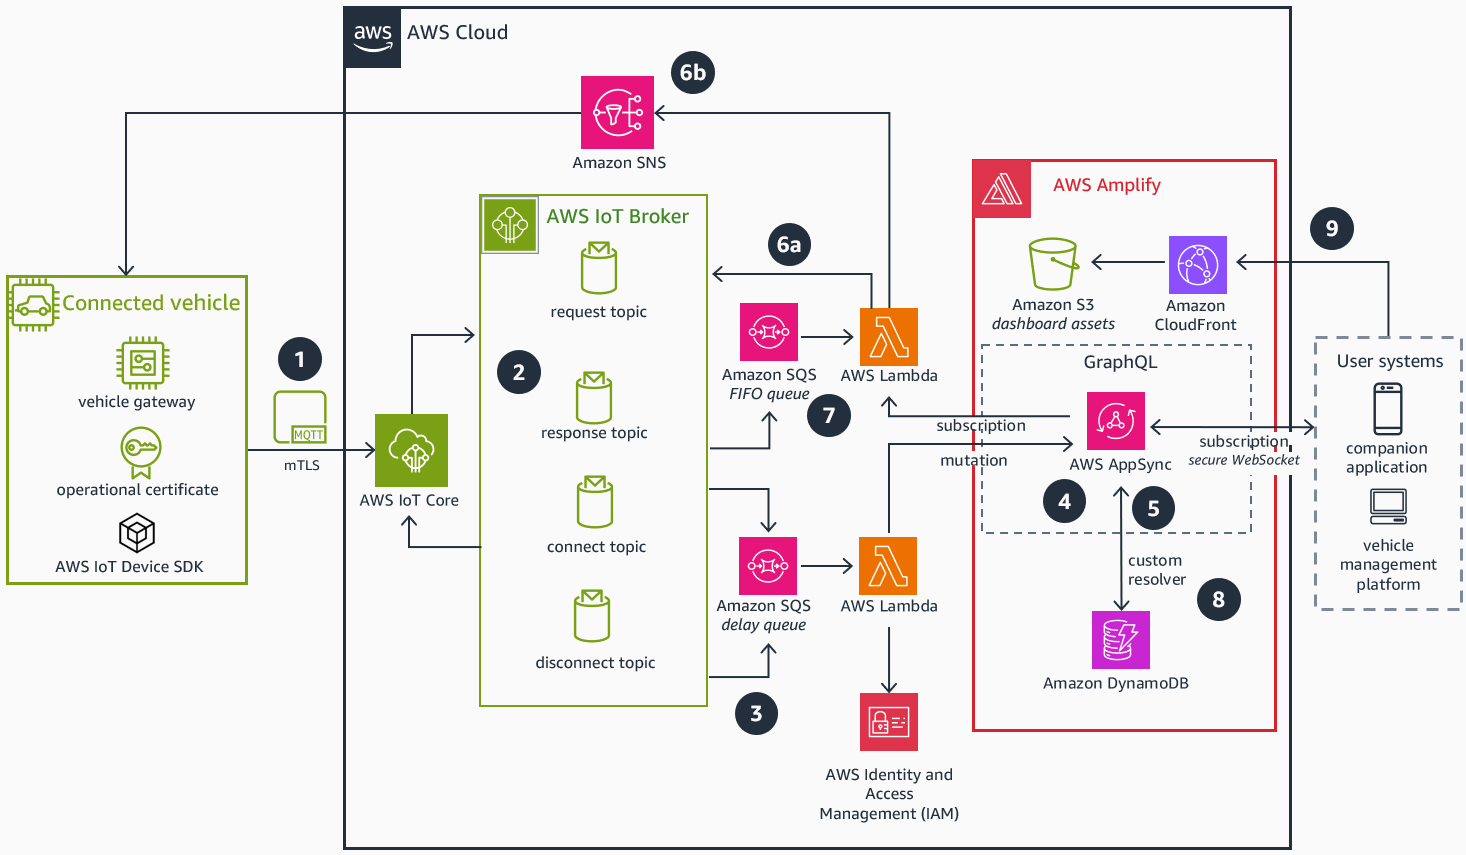 aws
AWS Cloud
6b
Amazon SNS
AWS Amplify
AWS IoT Broker
request topic
6a
9
Amazon S3
dashboard assets
Amazon
CloudFront
Connected vehicle
vehicle gateway
operational certificate
AWS IoT Device SDK
1
MQTT
mTLS
AWS IoT Core
2
response topic
connect topic
disconnect topic
Amazon SQS
FIFO queue
AWS Lambda
7
GraphQL
subscription
mutation
AWS AppSync
4
5
subscription
secure WebSocket
User systems
companion
application
vehicle
management
platform
Amazon SQS
delay queue
AWS Lambda
3
custom
resolver
8
Amazon DynamoDB
AWS Identity and
Access
Management (IAM)